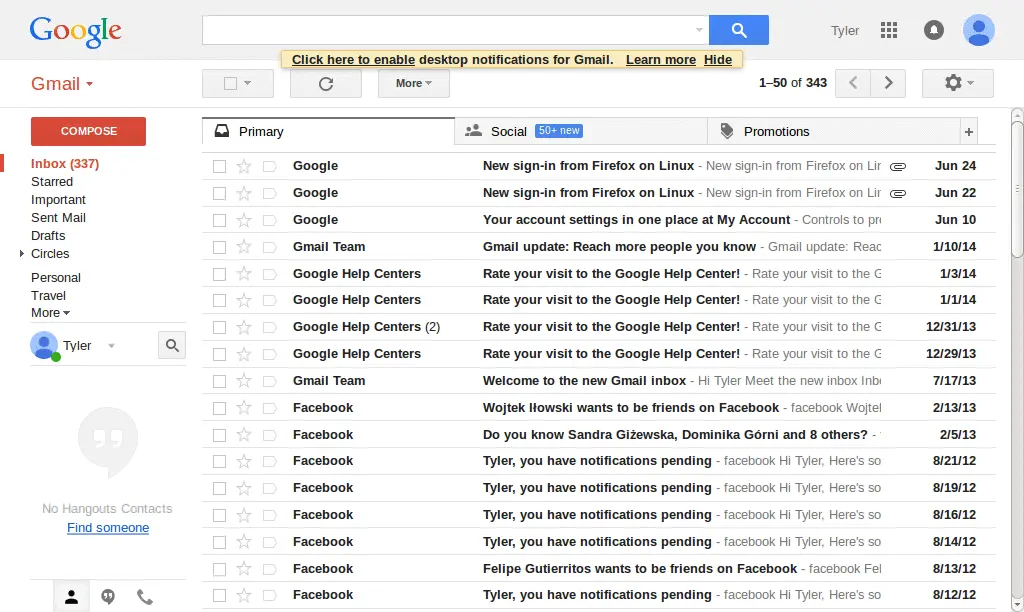 Google
Tyler
Click here to enable desktop notifications for Gmail. Learn more Hide
Gmail
More
1–50 of 343
COMPOSE
Inbox (337)
Starred
Important
Sent Mail
Drafts
Circles
Personal
Travel
More
Tyler
No Hangouts Contacts
Find someone
Primary
Social 50+ new
Promotions
+
Google New sign-in from Firefox on Linux - New sign-in from Firefox on Lin Jun 24
Google New sign-in from Firefox on Linux - New sign-in from Firefox on Lin Jun 22
Google Your account settings in one place at My Account - Controls to pro Jun 10
Gmail Team Gmail update: Reach more people you know - Gmail update: Reac 1/10/14
Google Help Centers Rate your visit to the Google Help Center! - Rate your visit to the G 1/3/14
Google Help Centers Rate your visit to the Google Help Center! - Rate your visit to the G 1/1/14
Google Help Centers (2) Rate your visit to the Google Help Center! - Rate your visit to the G 12/31/13
Google Help Centers Rate your visit to the Google Help Center! - Rate your visit to the G 12/29/13
Gmail Team Welcome to the new Gmail inbox - Hi Tyler Meet the new inbox Inbo 7/17/13
Facebook Wojtek Iłowski wants to be friends on Facebook - facebook Wojtek 2/13/13
Facebook Do you know Sandra Giżewska, Dominika Górni and 8 others? - 2/5/13
Facebook Tyler, you have notifications pending - facebook Hi Tyler, Here's so 8/21/12
Facebook Tyler, you have notifications pending - facebook Hi Tyler, Here's so 8/19/12
Facebook Tyler, you have notifications pending - facebook Hi Tyler, Here's so 8/16/12
Facebook Tyler, you have notifications pending - facebook Hi Tyler, Here's so 8/14/12
Facebook Felipe Gutierritos wants to be friends on Facebook - facebook Fel 8/13/12
Facebook Tyler, you have notifications pending - facebook Hi Tyler, Here's so 8/12/12